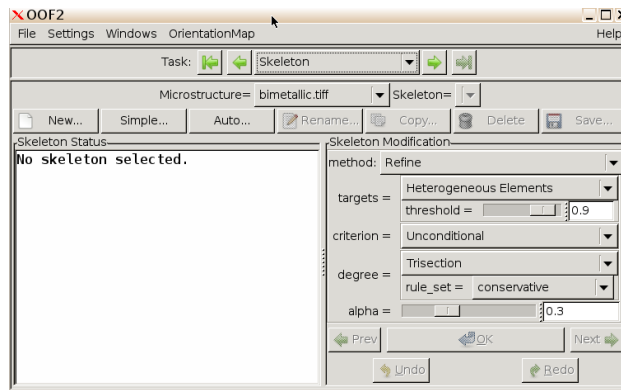 OOF2
File Settings Windows OrientationMap Help
Task: Skeleton
Microstructure= bimetallic.tiff Skeleton=
New... Simple... Auto... Rename... Copy... Delete Save...
Skeleton Status
No skeleton selected.
Skeleton Modification
method: Refine
targets = Heterogeneous Elements
threshold = 0.9
criterion = Unconditional
degree = Trisection
rule_set = conservative
alpha = 0.3
Prev OK Next
Undo Redo